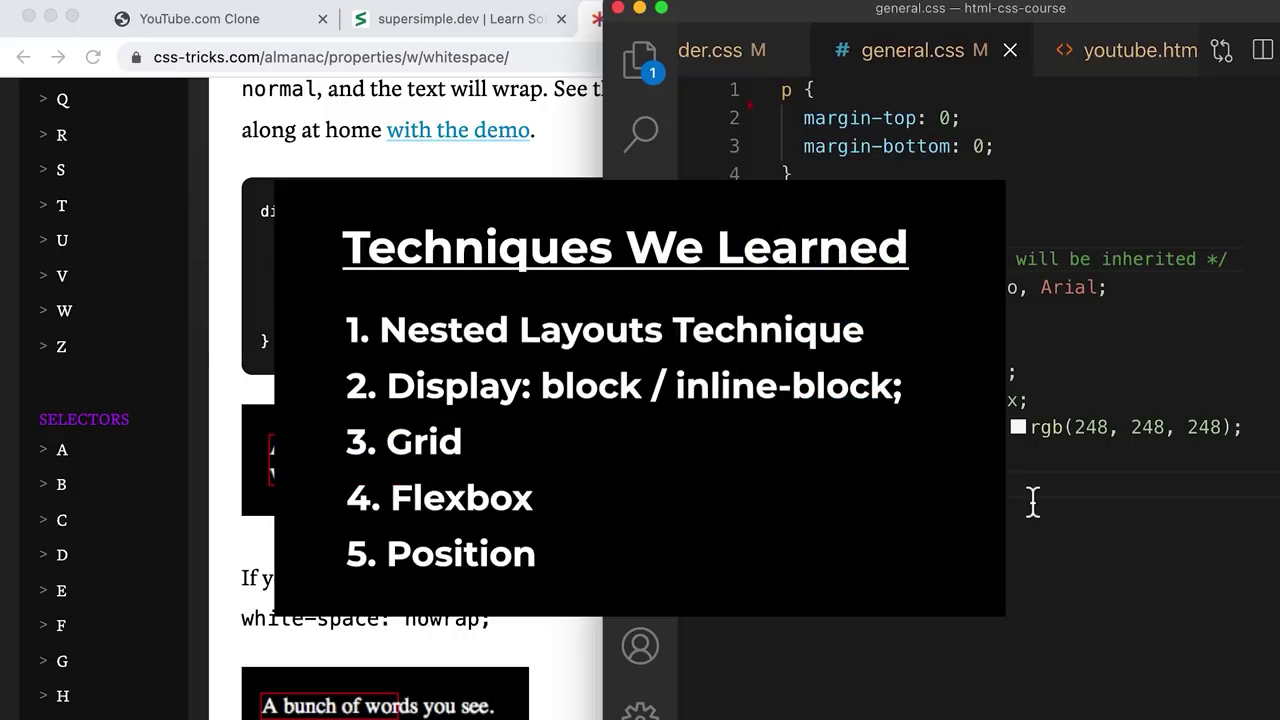 YouTube.com Clone
supersimple.dev | Learn So
general.css — html-css-course
css-tricks.com/almanac/properties/w/whitespace/
der.css M
# general.css M
<> youtube.htm
1
> Q
> R
> S
> T
> U
> V
> W
> Z
SELECTORS
> A
> B
> C
> D
> E
> F
> G
> H
normal, and the text will wrap. See th
along at home with the demo.
di
}
If y
white-space: nowrap;
A bunch of words you see.
1 p {
2 margin-top: 0;
3 margin-bottom: 0;
4 }
will be inherited */
o, Arial;
;
x;
rgb(248, 248, 248);
Techniques We Learned
1. Nested Layouts Technique
2. Display: block / inline-block;
3. Grid
4. Flexbox
5. Position